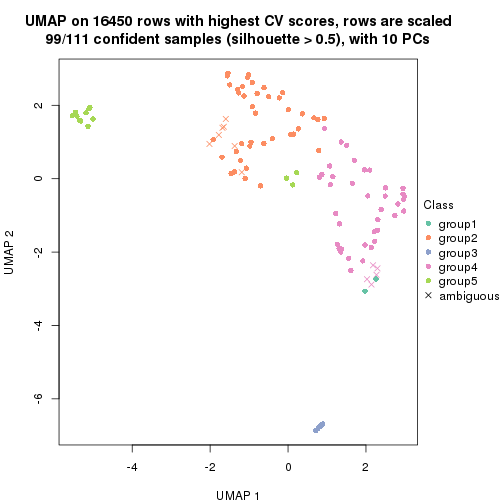 UMAP on 16450 rows with highest CV scores, rows are scaled
99/111 confident samples (silhouette > 0.5), with 10 PCs
2
0
-2
-4
-6
UMAP 2
-4
-2
0
2
UMAP 1
Class
group1
group2
group3
group4
group5
ambiguous